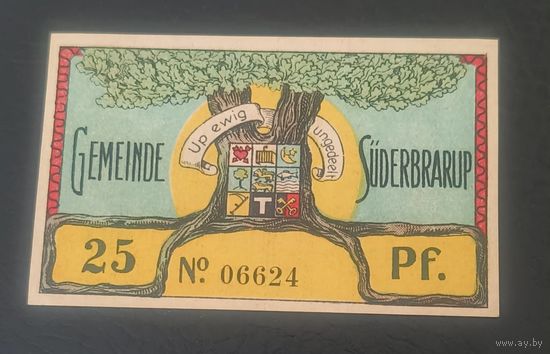 Up ewig ungedeelt
GEMEINDE SÜDERBRARUP
25 Nº 06624 Pf.
www.ay.by